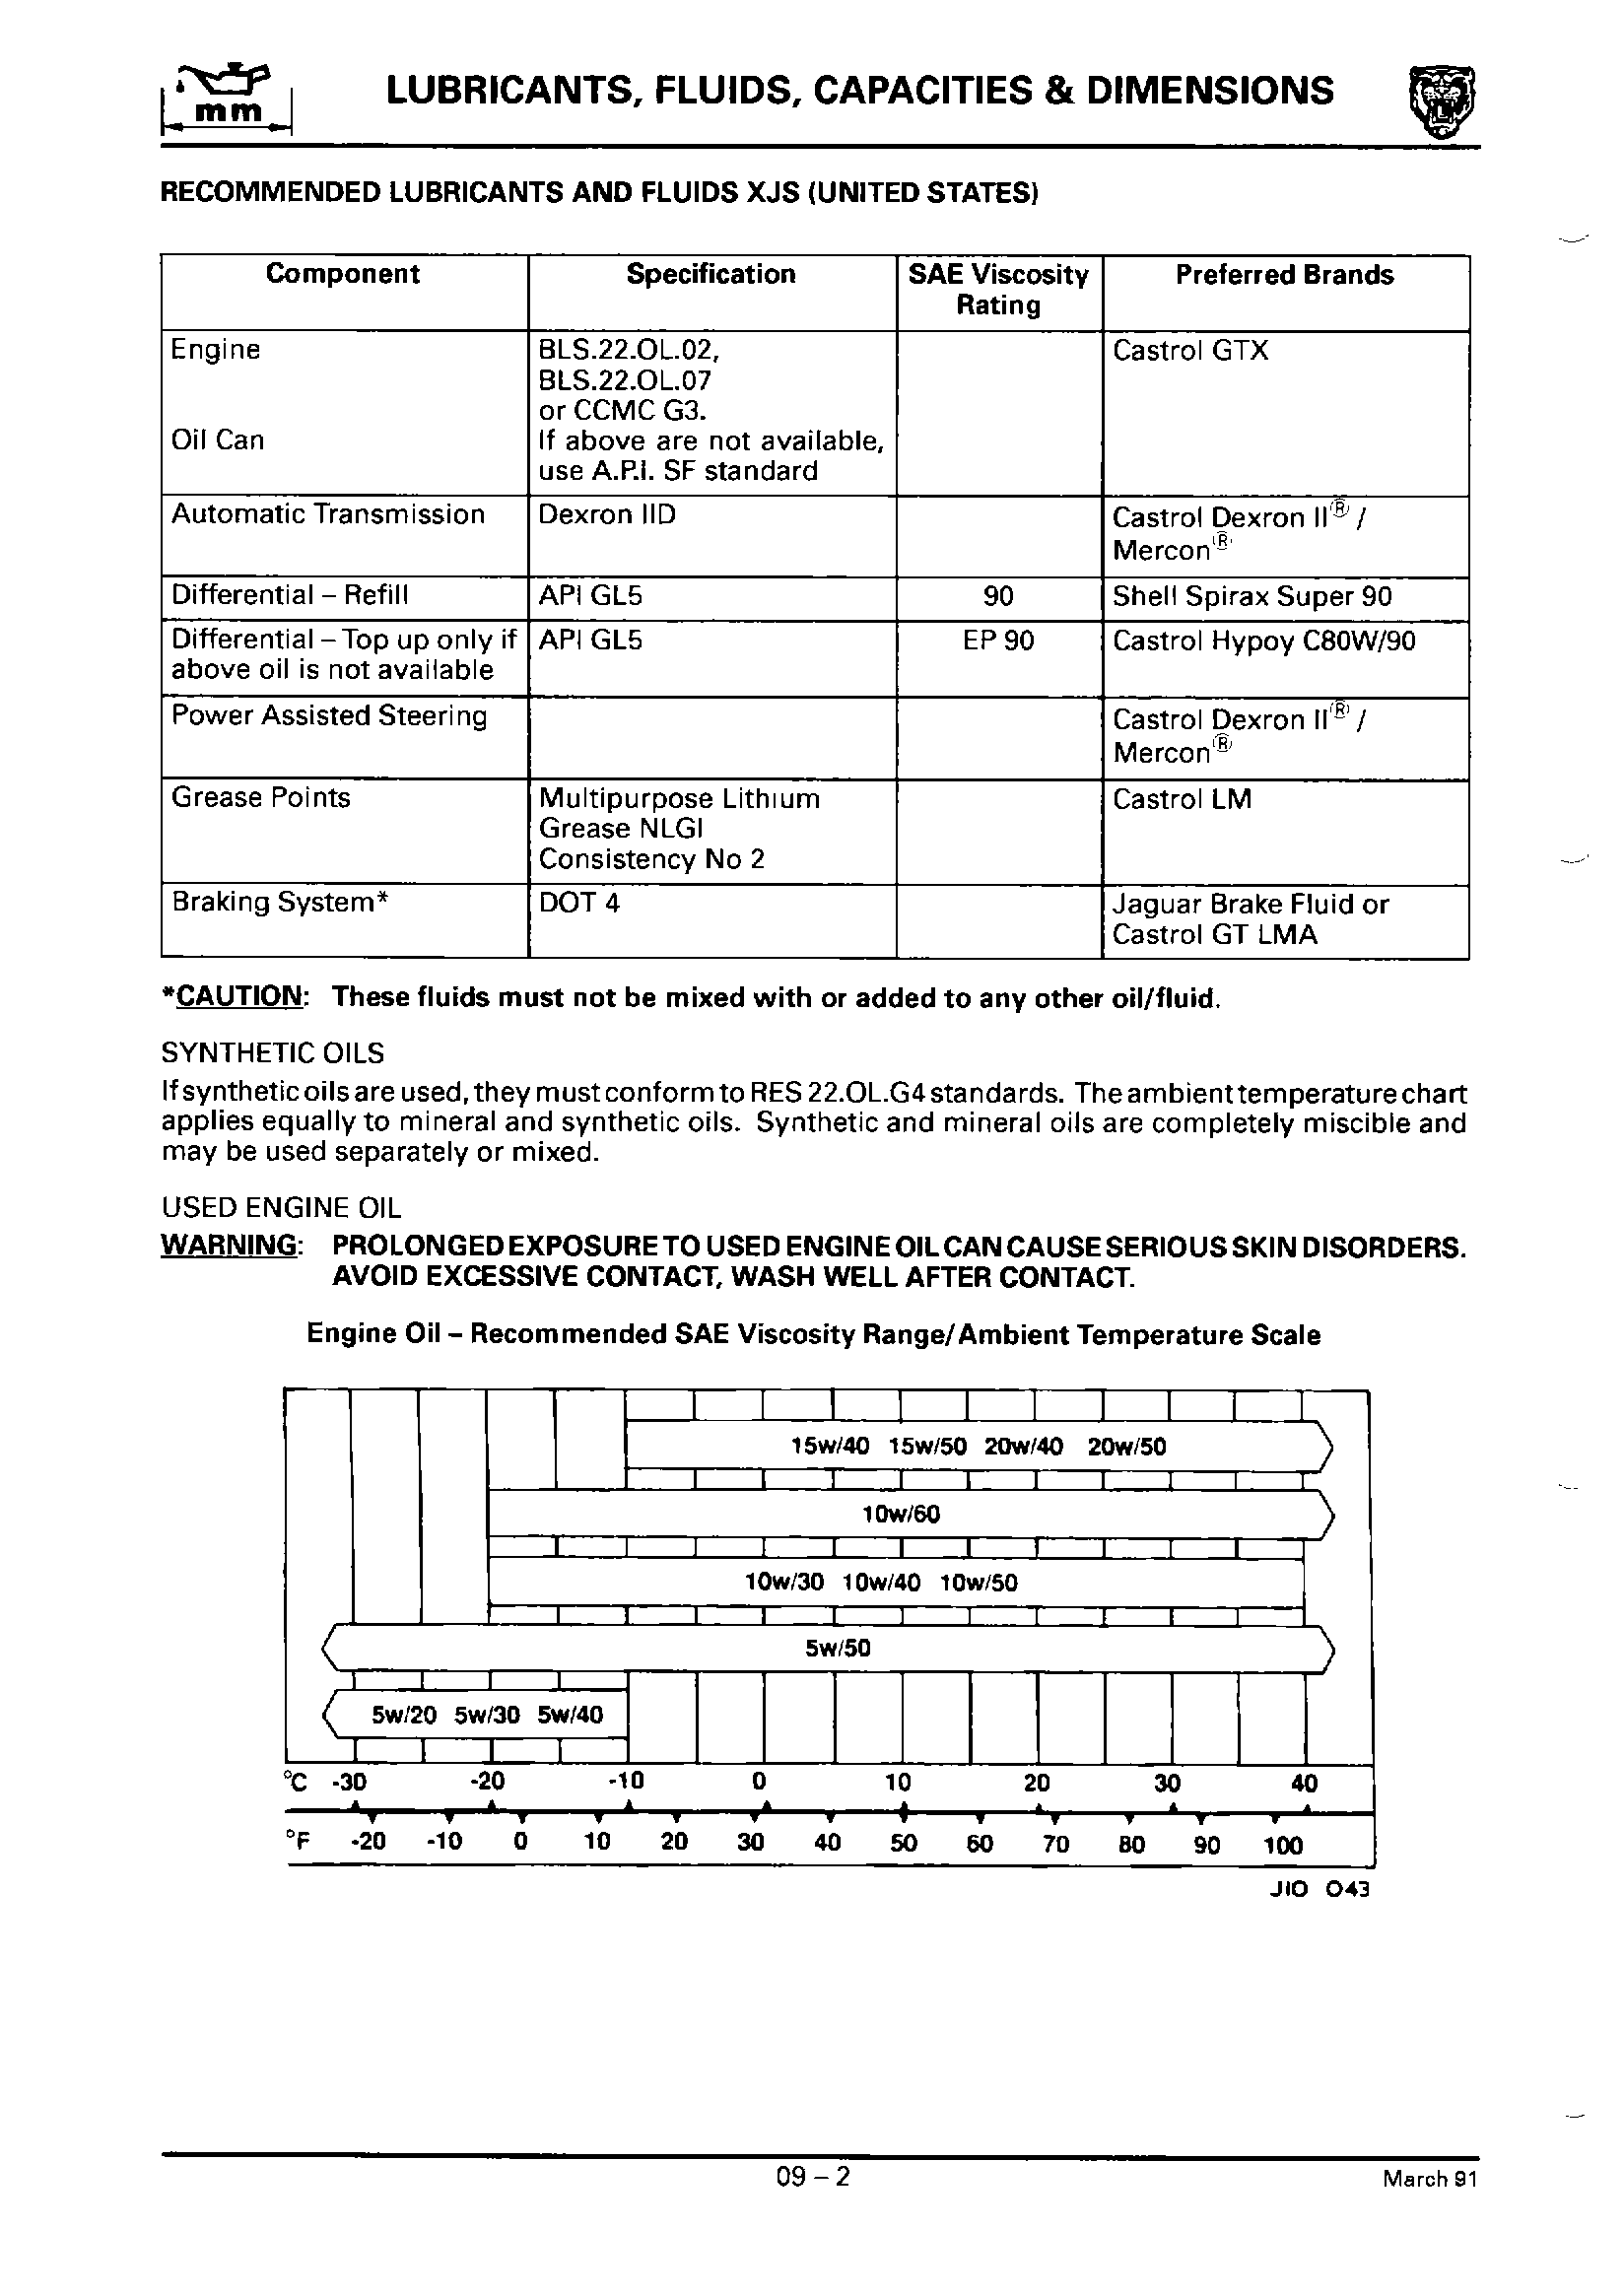 mm
LUBRICANTS, FLUIDS, CAPACITIES & DIMENSIONS
RECOMMENDED LUBRICANTS AND FLUIDS XJS (UNITED STATES)
Component Specification SAE Viscosity Rating Preferred Brands
Engine BLS.22.OL.02, Castrol GTX
BLS.22.OL.07
or CCMC G3.
Oil Can If above are not available,
use A.P.I. SF standard
Automatic Transmission Dexron IID Castrol Dexron II® /
Mercon®
Differential – Refill API GL5 90 Shell Spirax Super 90
Differential – Top up only if API GL5 EP 90 Castrol Hypoy C80W/90
above oil is not available
Power Assisted Steering Castrol Dexron II® /
Mercon®
Grease Points Multipurpose Lithium Castrol LM
Grease NLGI
Consistency No 2
Braking System* DOT 4 Jaguar Brake Fluid or
Castrol GT LMA
*CAUTION: These fluids must not be mixed with or added to any other oil/fluid.
SYNTHETIC OILS
If synthetic oils are used, they must conform to RES 22.OL.G4 standards. The ambient temperature chart
applies equally to mineral and synthetic oils. Synthetic and mineral oils are completely miscible and
may be used separately or mixed.
USED ENGINE OIL
WARNING: PROLONGED EXPOSURE TO USED ENGINE OIL CAN CAUSE SERIOUS SKIN DISORDERS.
AVOID EXCESSIVE CONTACT, WASH WELL AFTER CONTACT.
Engine Oil – Recommended SAE Viscosity Range/Ambient Temperature Scale
15w/40 15w/50 20w/40 20w/50
10w/60
10w/30 10w/40 10w/50
5w/50
5w/20 5w/30 5w/40
°C -30 -20 -10 0 10 20 30 40
°F -20 -10 0 10 20 30 40 50 60 70 80 90 100
J10 043
09 – 2
March 91